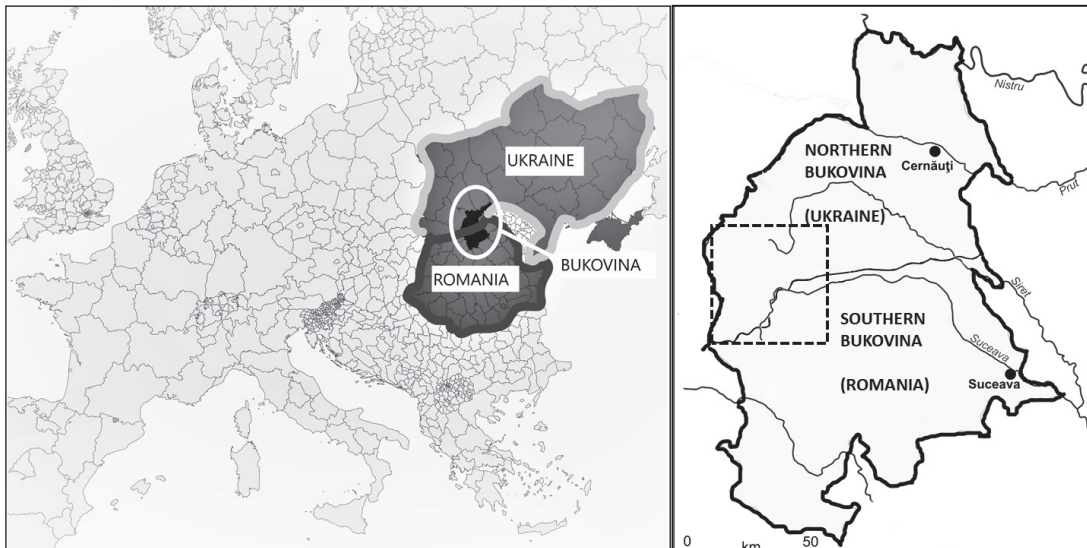 UKRAINE
ROMANIA
BUKOVINA
Nistru
NORTHERN
BUKOVINA
Cernăuţi
Prut
(UKRAINE)
Siret
SOUTHERN
BUKOVINA
Suceava
(ROMANIA)
Suceava
0 km 50